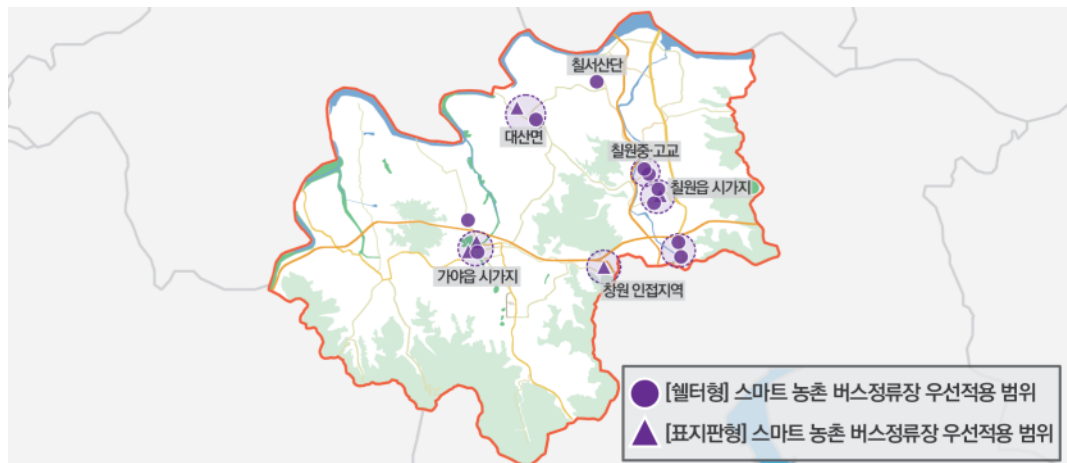 칠서산단
대산면
칠원중·고교
칠원읍 시가지
가야읍 시가지
창원 인접지역
[쉘터형] 스마트 농촌 버스정류장 우선적용 범위
[표지판형] 스마트 농촌 버스정류장 우선적용 범위